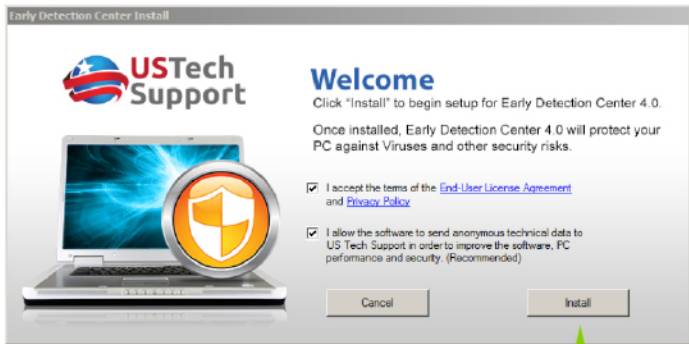 Early Detection Center Install
USTech
Support
Welcome
Click "Install" to begin setup for Early Detection Center 4.0.
Once installed, Early Detection Center 4.0 will protect your
PC against Viruses and other security risks.
I accept the terms of the End-User License Agreement
and Privacy Policy
I allow the software to send anonymous technical data to
US Tech Support in order to improve the software, PC
performance and security. (Recommended)
Cancel
Install